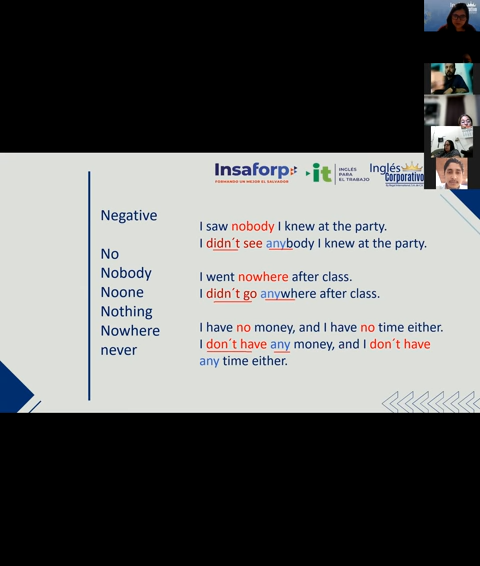 Insaforp
FORMANDO UN MEJOR EL SALVADOR
it
INGLÉS
PARA
EL TRABAJO
Inglés
Corporativo
Negative
No
Nobody
Noone
Nothing
Nowhere
never
I saw nobody I knew at the party.
I didn´t see anybody I knew at the party.
I went nowhere after class.
I didn´t go anywhere after class.
I have no money, and I have no time either.
I don´t have any money, and I don´t have
any time either.